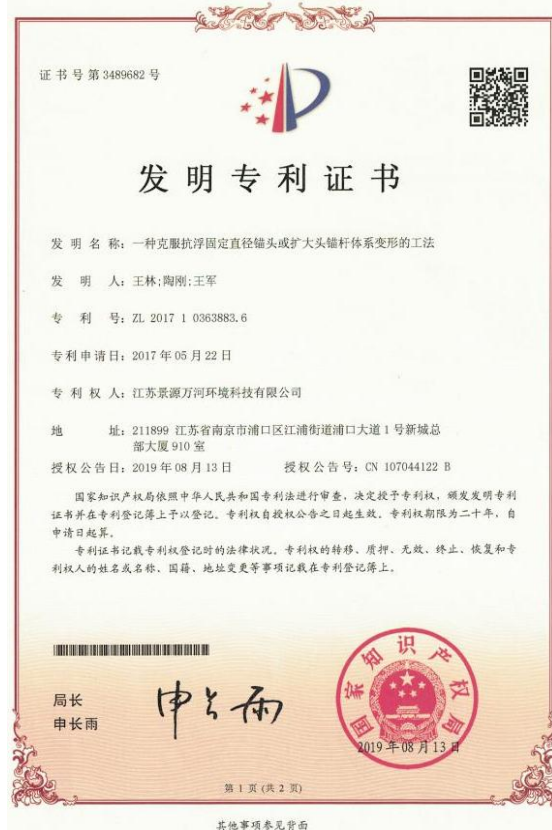 证书号第3489682号
发明专利证书
发明名称：一种克服抗浮固定直径锚头或扩大头锚杆体系变形的工法
发明人：王林;陶刚;王军
专利号：ZL 2017 1 0363883.6
专利申请日：2017年05月22日
专利权人：江苏景源万河环境科技有限公司
地址：211899 江苏省南京市浦口区江浦街道浦口大道1号新城总
部大厦910室
授权公告日：2019年08月13日 授权公告号：CN 107044122 B
国家知识产权局依照中华人民共和国专利法进行审查，决定授予专利权，颁发发明专利
证书并在专利登记簿上予以登记。专利权自授权公告之日起生效。专利权期限为二十年，自
申请日起算。
专利证书记载专利权登记时的法律状况。专利权的转移、质押、无效、终止、恢复和专
利权人的姓名或名称、国籍、地址变更等事项记载在专利登记簿上。
局长
申长雨
申长雨
国家知识产权局
2019年08月13日
第1页(共2页)
其他事项参见背面